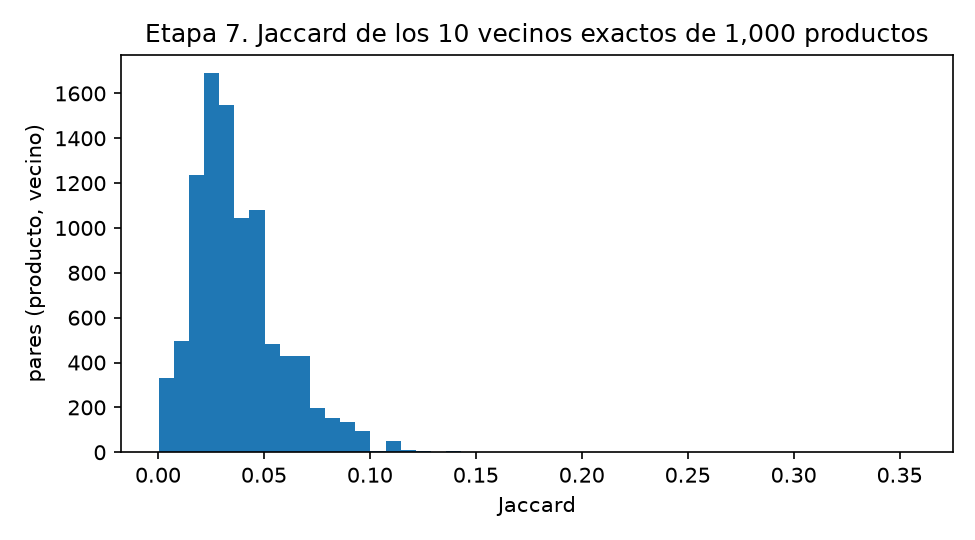 Etapa 7. Jaccard de los 10 vecinos exactos de 1,000 productos
pares (producto, vecino)
1600
1400
1200
1000
800
600
400
200
0
0.00 0.05 0.10 0.15 0.20 0.25 0.30 0.35
Jaccard